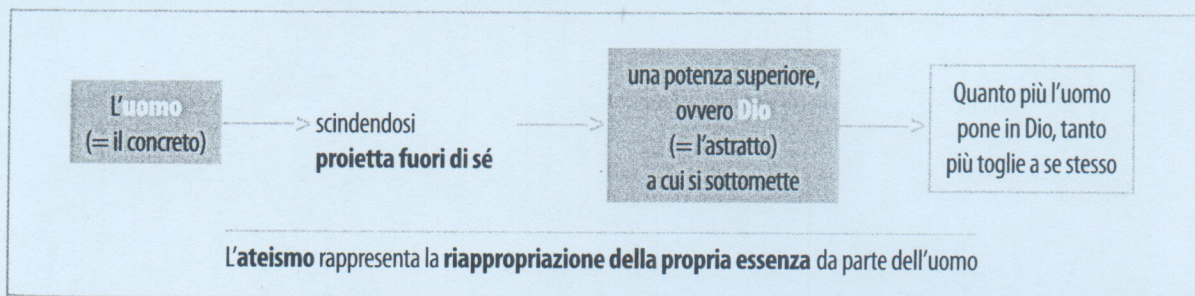 L'uomo
(= il concreto)
scindendosi
proietta fuori di sé
una potenza superiore,
ovvero Dio
(= l'astratto)
a cui si sottomette
Quanto più l'uomo
pone in Dio, tanto
più toglie a se stesso
L'ateismo rappresenta la riappropriazione della propria essenza da parte dell'uomo